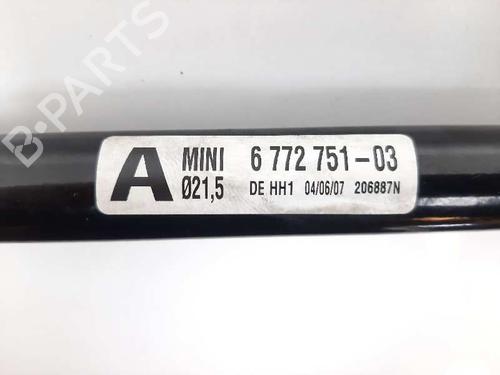 A MINI 6 772 751-03
Ø21,5 DE HH1 04/06/07 206887N
B-PARTS